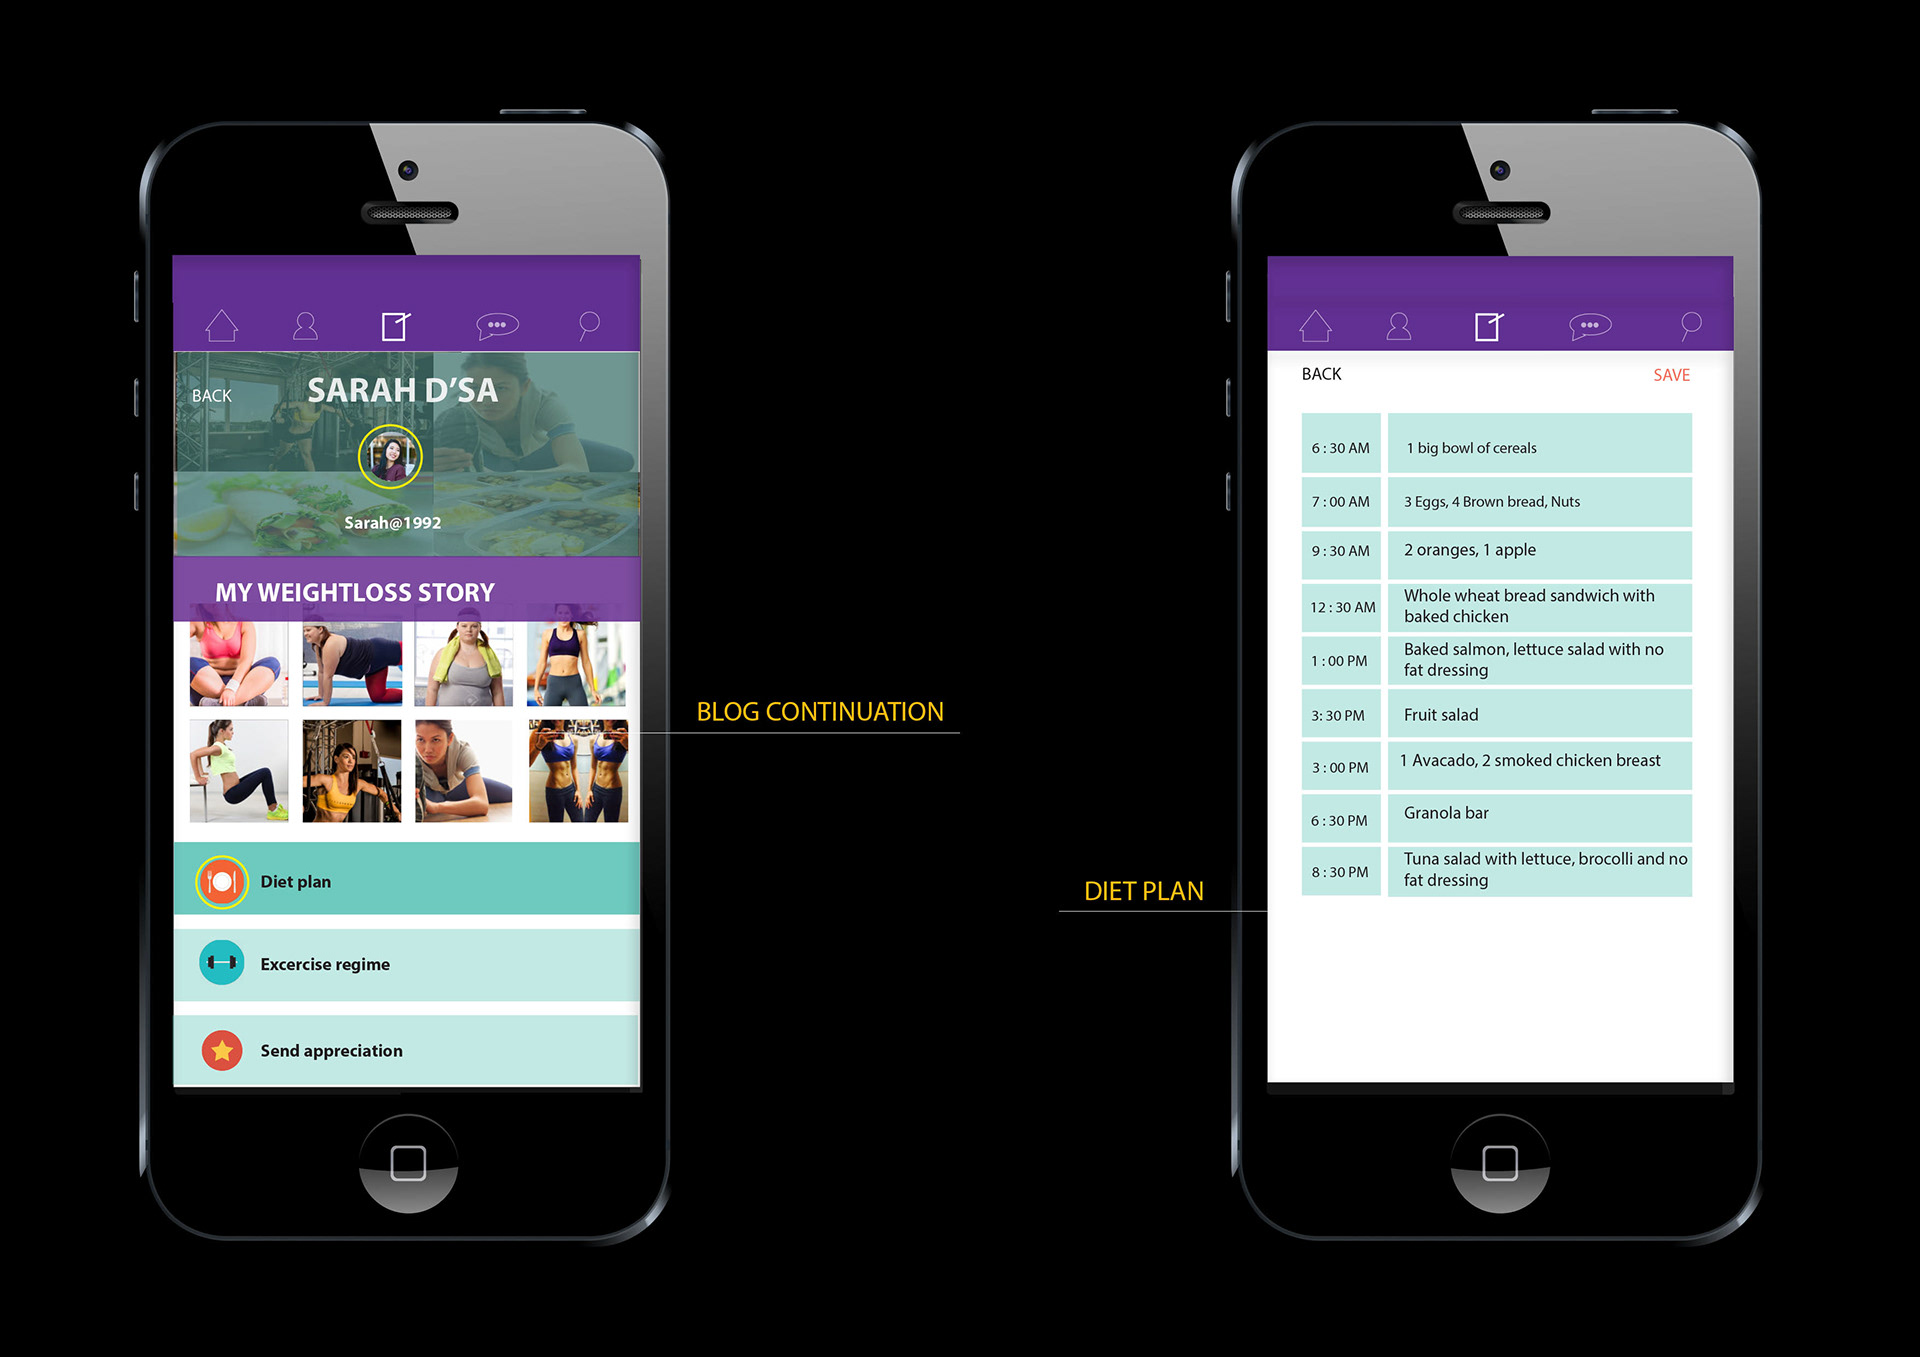 BACK
SARAH D'SA
Sarah@1992
MY WEIGHTLOSS STORY
Diet plan
Excercise regime
Send appreciation
BLOG CONTINUATION
DIET PLAN
BACK
SAVE
6 : 30 AM 1 big bowl of cereals
7 : 00 AM 3 Eggs, 4 Brown bread, Nuts
9 : 30 AM 2 oranges, 1 apple
12 : 30 AM Whole wheat bread sandwich with
baked chicken
1 : 00 PM Baked salmon, lettuce salad with no
fat dressing
3: 30 PM Fruit salad
3 : 00 PM 1 Avacado, 2 smoked chicken breast
6 : 30 PM Granola bar
8 : 30 PM Tuna salad with lettuce, brocolli and no
fat dressing